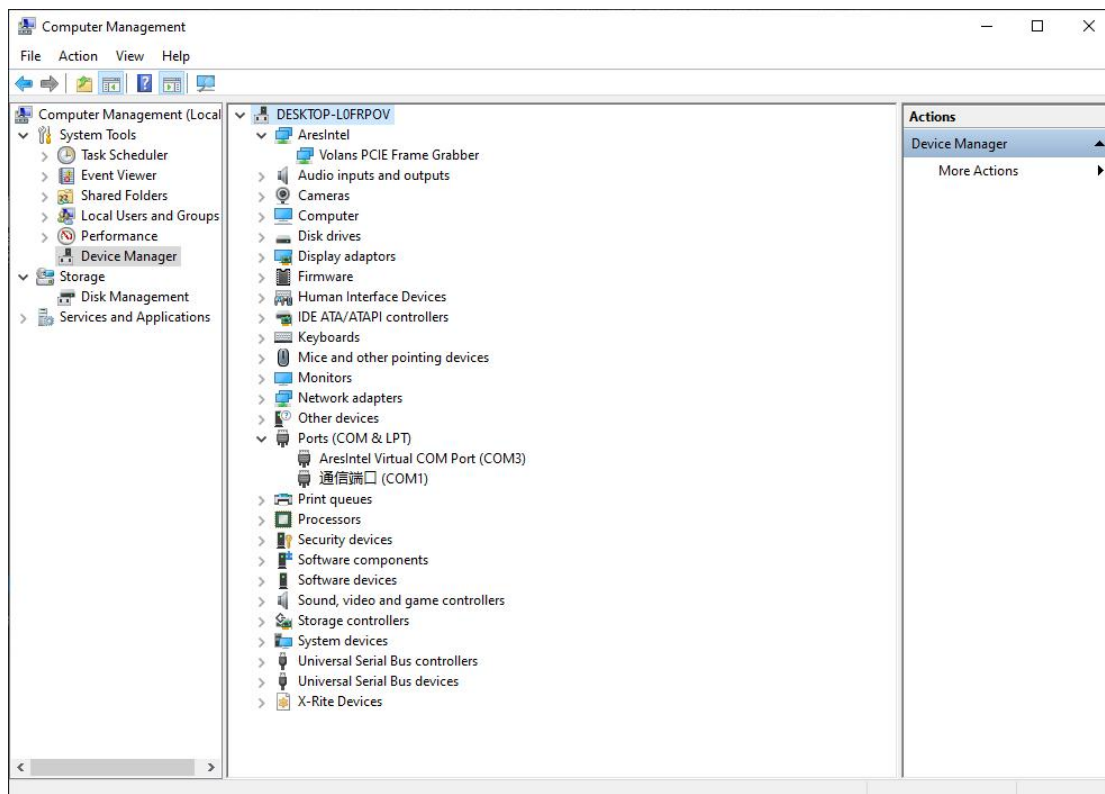 Computer Management
File Action View Help
Computer Management (Local
System Tools
Task Scheduler
Event Viewer
Shared Folders
Local Users and Groups
Performance
Device Manager
Storage
Disk Management
Services and Applications
DESKTOP-L0FRPOV
AresIntel
Volans PCIE Frame Grabber
Audio inputs and outputs
Cameras
Computer
Disk drives
Display adaptors
Firmware
Human Interface Devices
IDE ATA/ATAPI controllers
Keyboards
Mice and other pointing devices
Monitors
Network adapters
Other devices
Ports (COM & LPT)
AresIntel Virtual COM Port (COM3)
通信端口 (COM1)
Print queues
Processors
Security devices
Software components
Software devices
Sound, video and game controllers
Storage controllers
System devices
Universal Serial Bus controllers
Universal Serial Bus devices
X-Rite Devices
Actions
Device Manager
More Actions